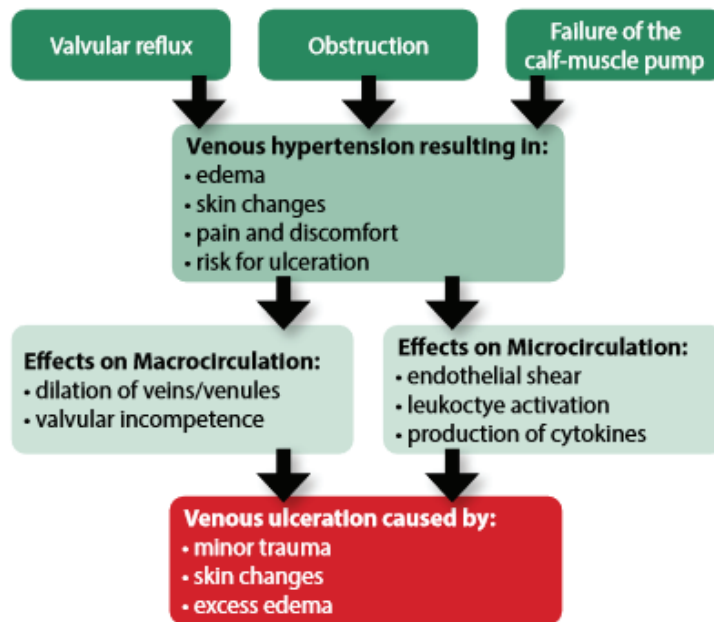 Valvular reflux
Obstruction
Failure of the
calf-muscle pump
Venous hypertension resulting in:
• edema
• skin changes
• pain and discomfort
• risk for ulceration
Effects on Macrocirculation:
• dilation of veins/venules
• valvular incompetence
Effects on Microcirculation:
• endothelial shear
• leukoctye activation
• production of cytokines
Venous ulceration caused by:
• minor trauma
• skin changes
• excess edema